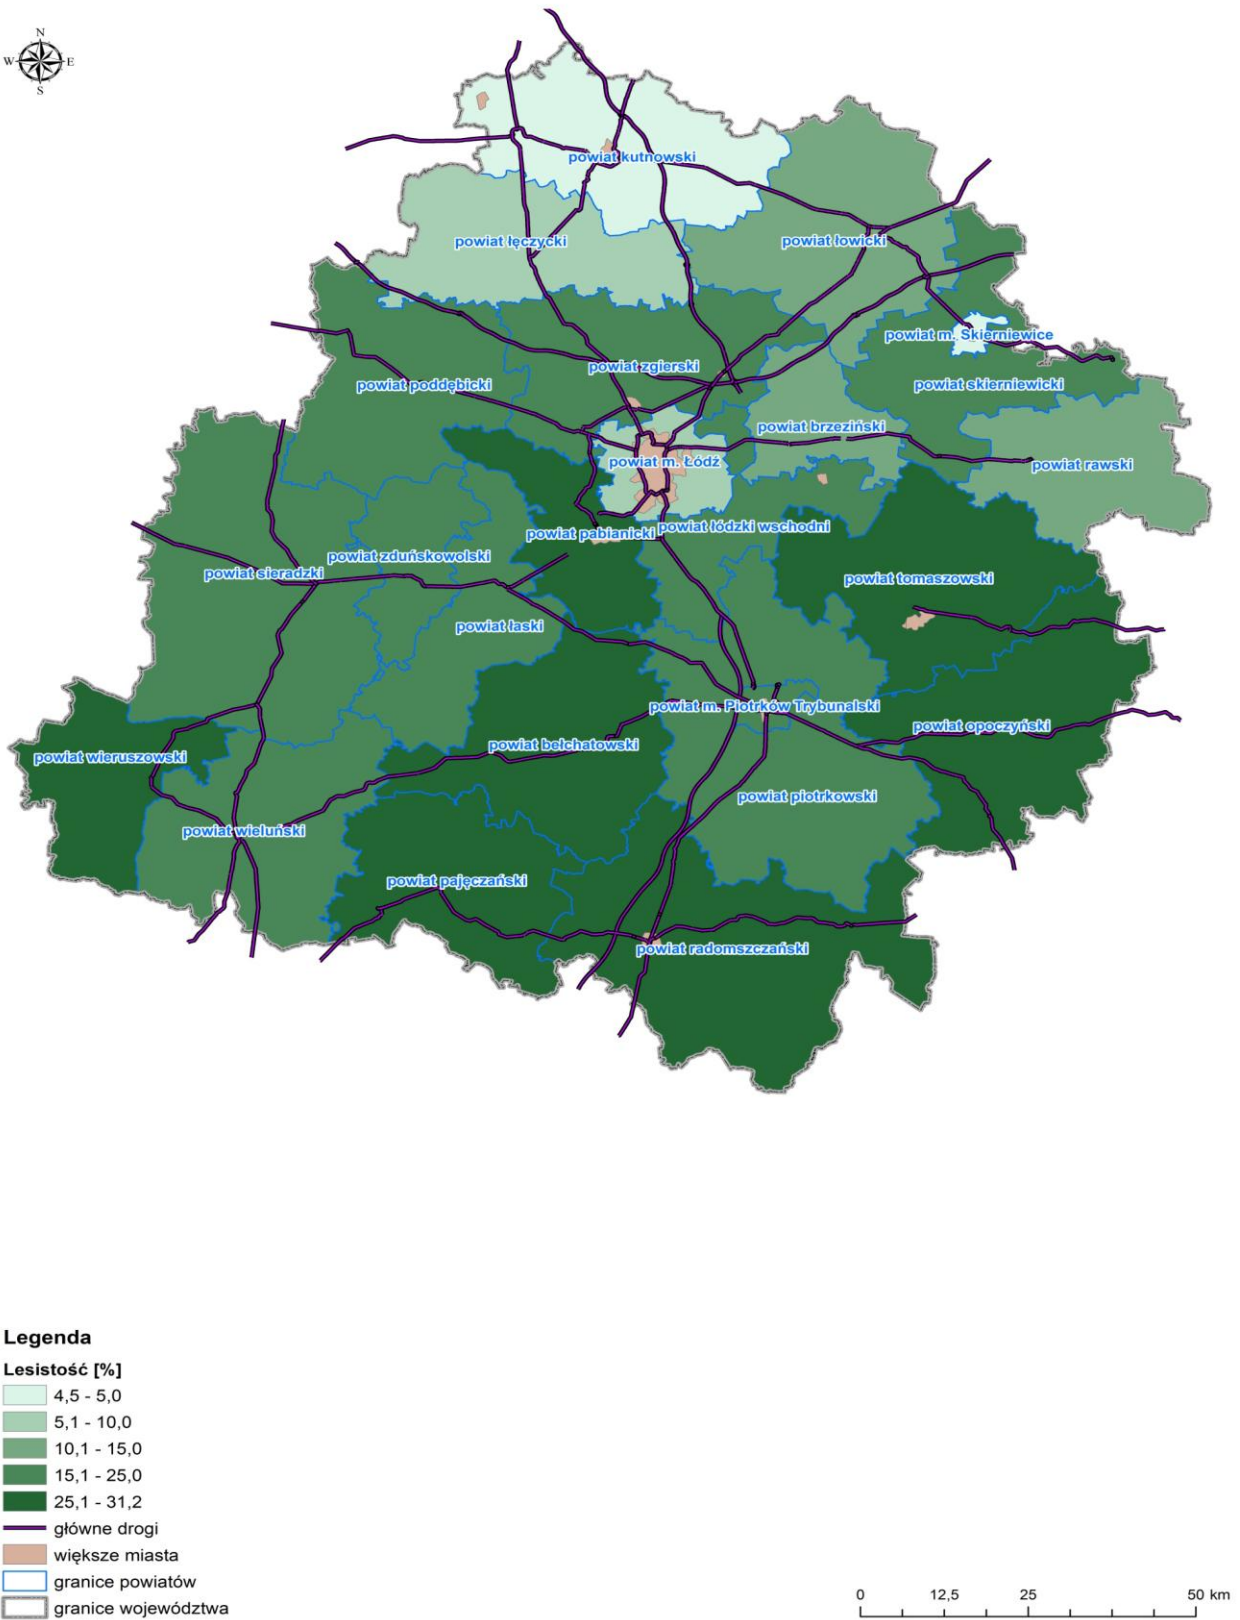 N
W E
S
powiat kutnowski
powiat łęczycki
powiat łowicki
powiat m. Skierniewice
powiat zgierski
powiat poddębicki
powiat skierniewicki
powiat brzeziński
powiat m. Łódź
powiat rawski
powiat pabianicki
powiat łódzki wschodni
powiat zduńskowolski
powiat sieradzki
powiat tomaszowski
powiat łaski
powiat m. Piotrków Trybunalski
powiat opoczyński
powiat bełchatowski
powiat wieruszowski
powiat piotrkowski
powiat wieluński
powiat pajęczański
powiat radomszczański
Legenda
Lesistość [%]
4,5 - 5,0
5,1 - 10,0
10,1 - 15,0
15,1 - 25,0
25,1 - 31,2
główne drogi
większe miasta
granice powiatów
granice województwa
0 12,5 25 50 km